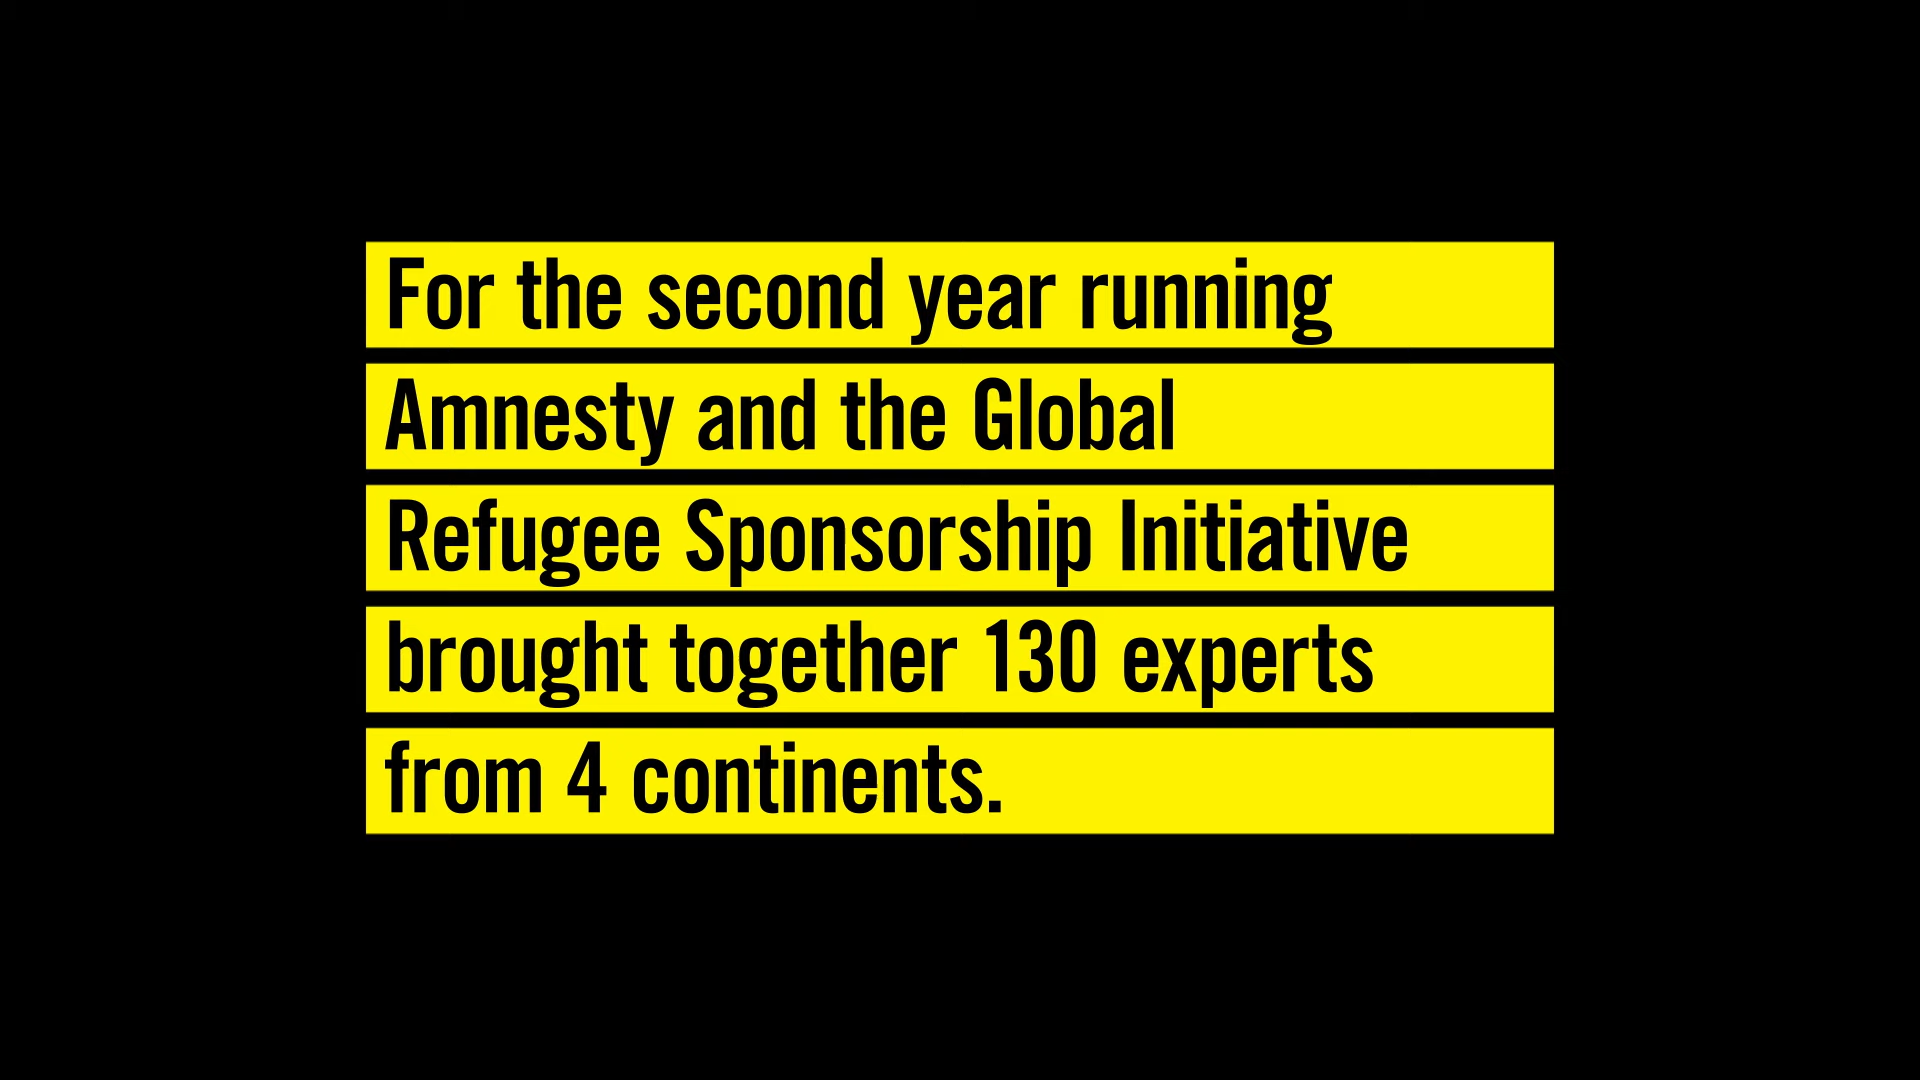 For the second year running
Amnesty and the Global
Refugee Sponsorship Initiative
brought together 130 experts
from 4 continents.